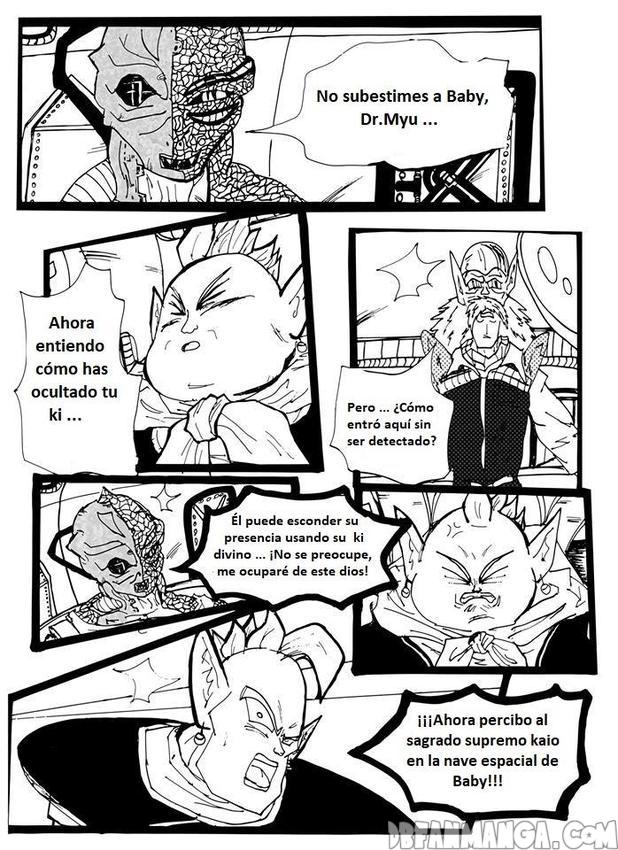 No subestimes a Baby,
Dr.Myu ...
Ahora
entiendo
cómo has
ocultado tu
ki ...
Pero ... ¿Cómo
entró aquí sin
ser detectado?
Él puede esconder su
presencia usando su ki
divino ... ¡No se preocupe,
me ocuparé de este dios!
¡¡¡Ahora percibo al
sagrado supremo kaio
en la nave espacial de
Baby!!!
DBFANMANGA.COM